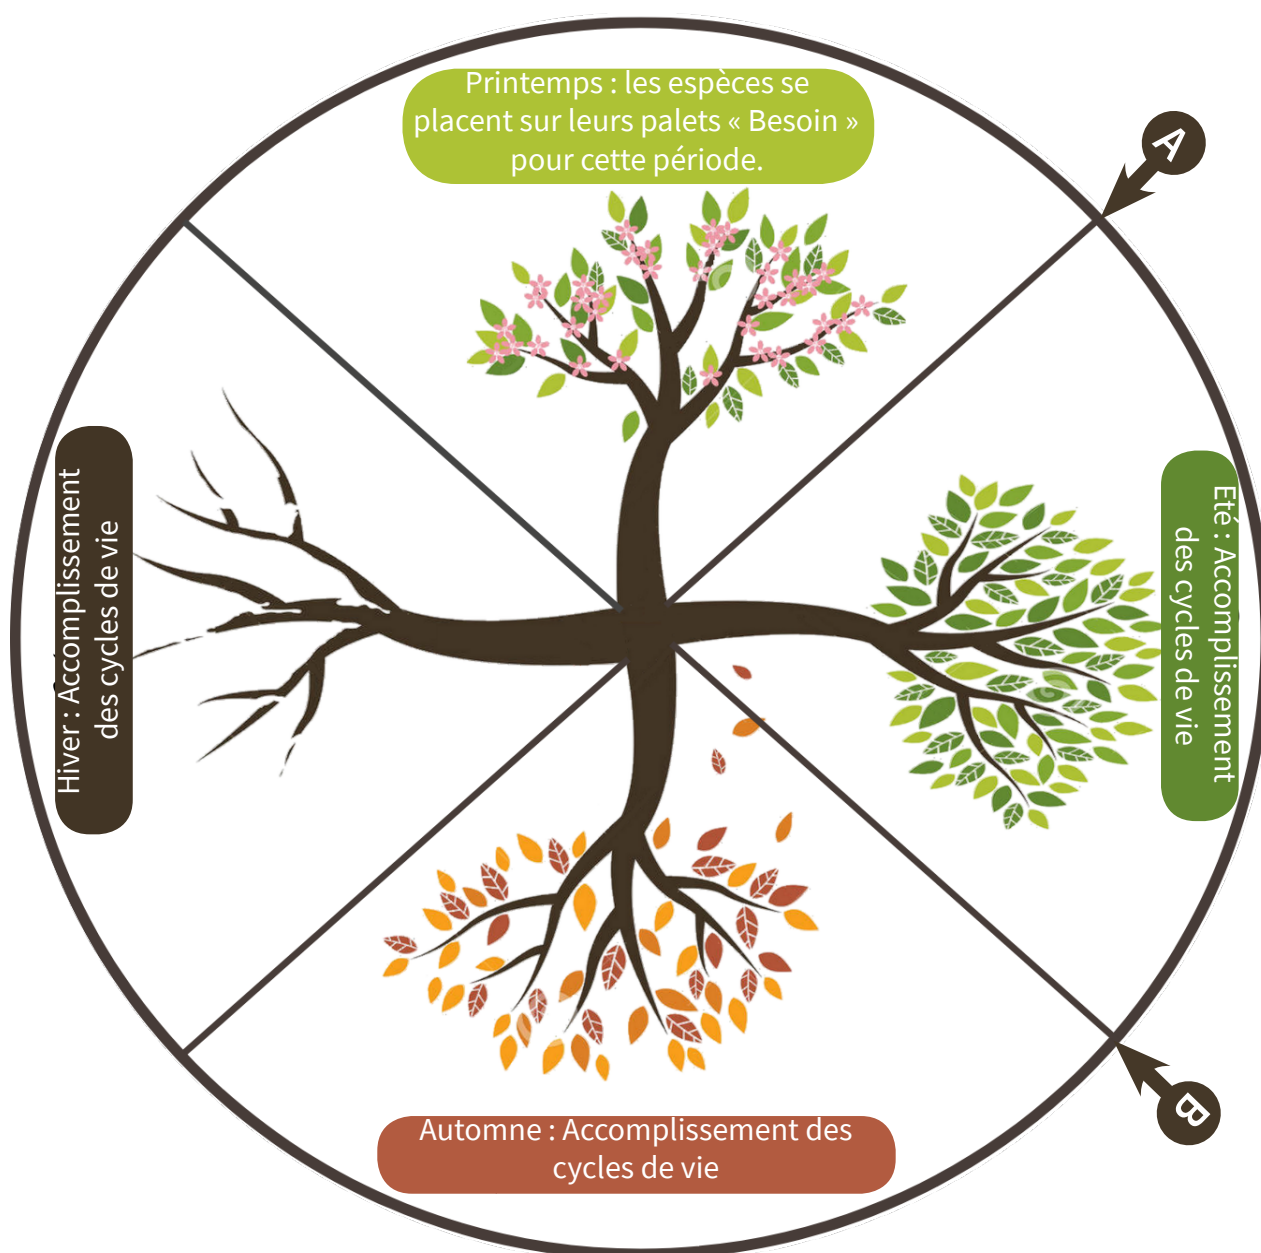 Printemps : les espèces se
placent sur leurs palets « Besoin »
pour cette période.
A
Eté : Accomplissement
des cycles de vie
B
Automne : Accomplissement des
cycles de vie
Hiver : Accomplissement
des cycles de vie